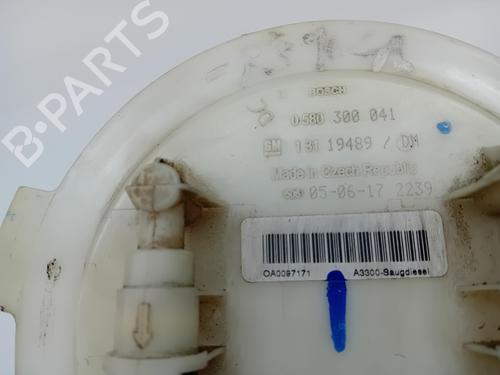 B-PARTS
BOSCH
0 580 300 041
GM 131 19489 / DM
Made in Czech Republic
05-06-17 2239
OA0097171 A3300-Saugdiesel